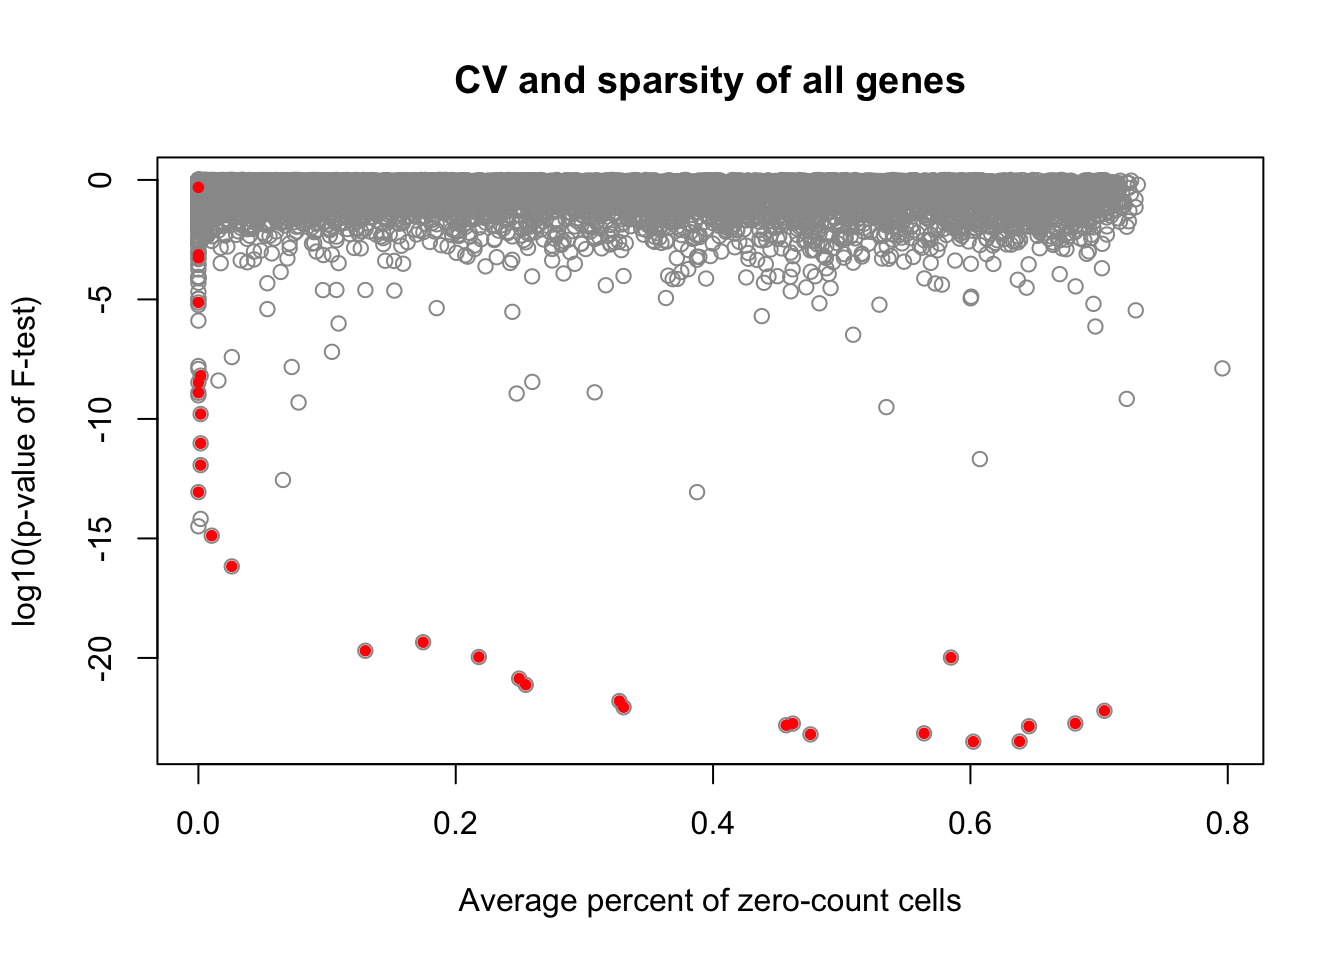 CV and sparsity of all genes
log10(p-value of F-test)
0
-5
-10
-15
-20
0.0 0.2 0.4 0.6 0.8
Average percent of zero-count cells